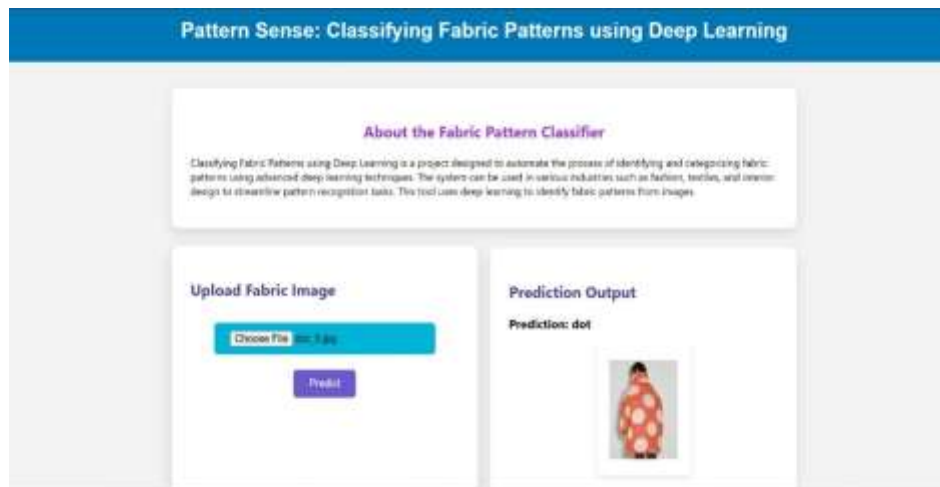 Pattern Sense: Classifying Fabric Patterns using Deep Learning
About the Fabric Pattern Classifier
Classifying Fabric Patterns using Deep Learning is a project designed to automate the process of identifying and categorizing fabric
patterns using advanced deep learning techniques. The system can be used in various industries such as fashion, textiles, and interior
design to streamline pattern recognition tasks. This tool uses deep learning to identify fabric patterns from images.
Upload Fabric Image
Choose File
Predict
Prediction Output
Prediction: dot